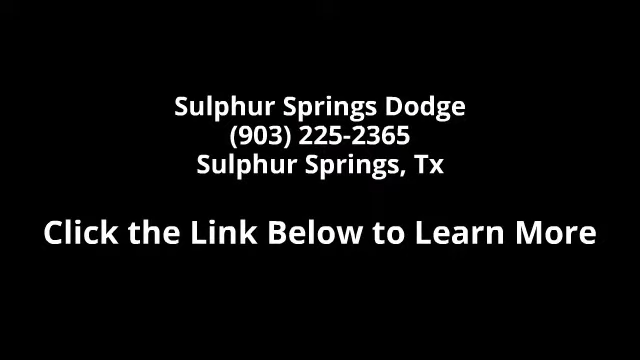 Sulphur Springs Dodge
(903) 225-2365
Sulphur Springs, Tx
Click the Link Below to Learn More